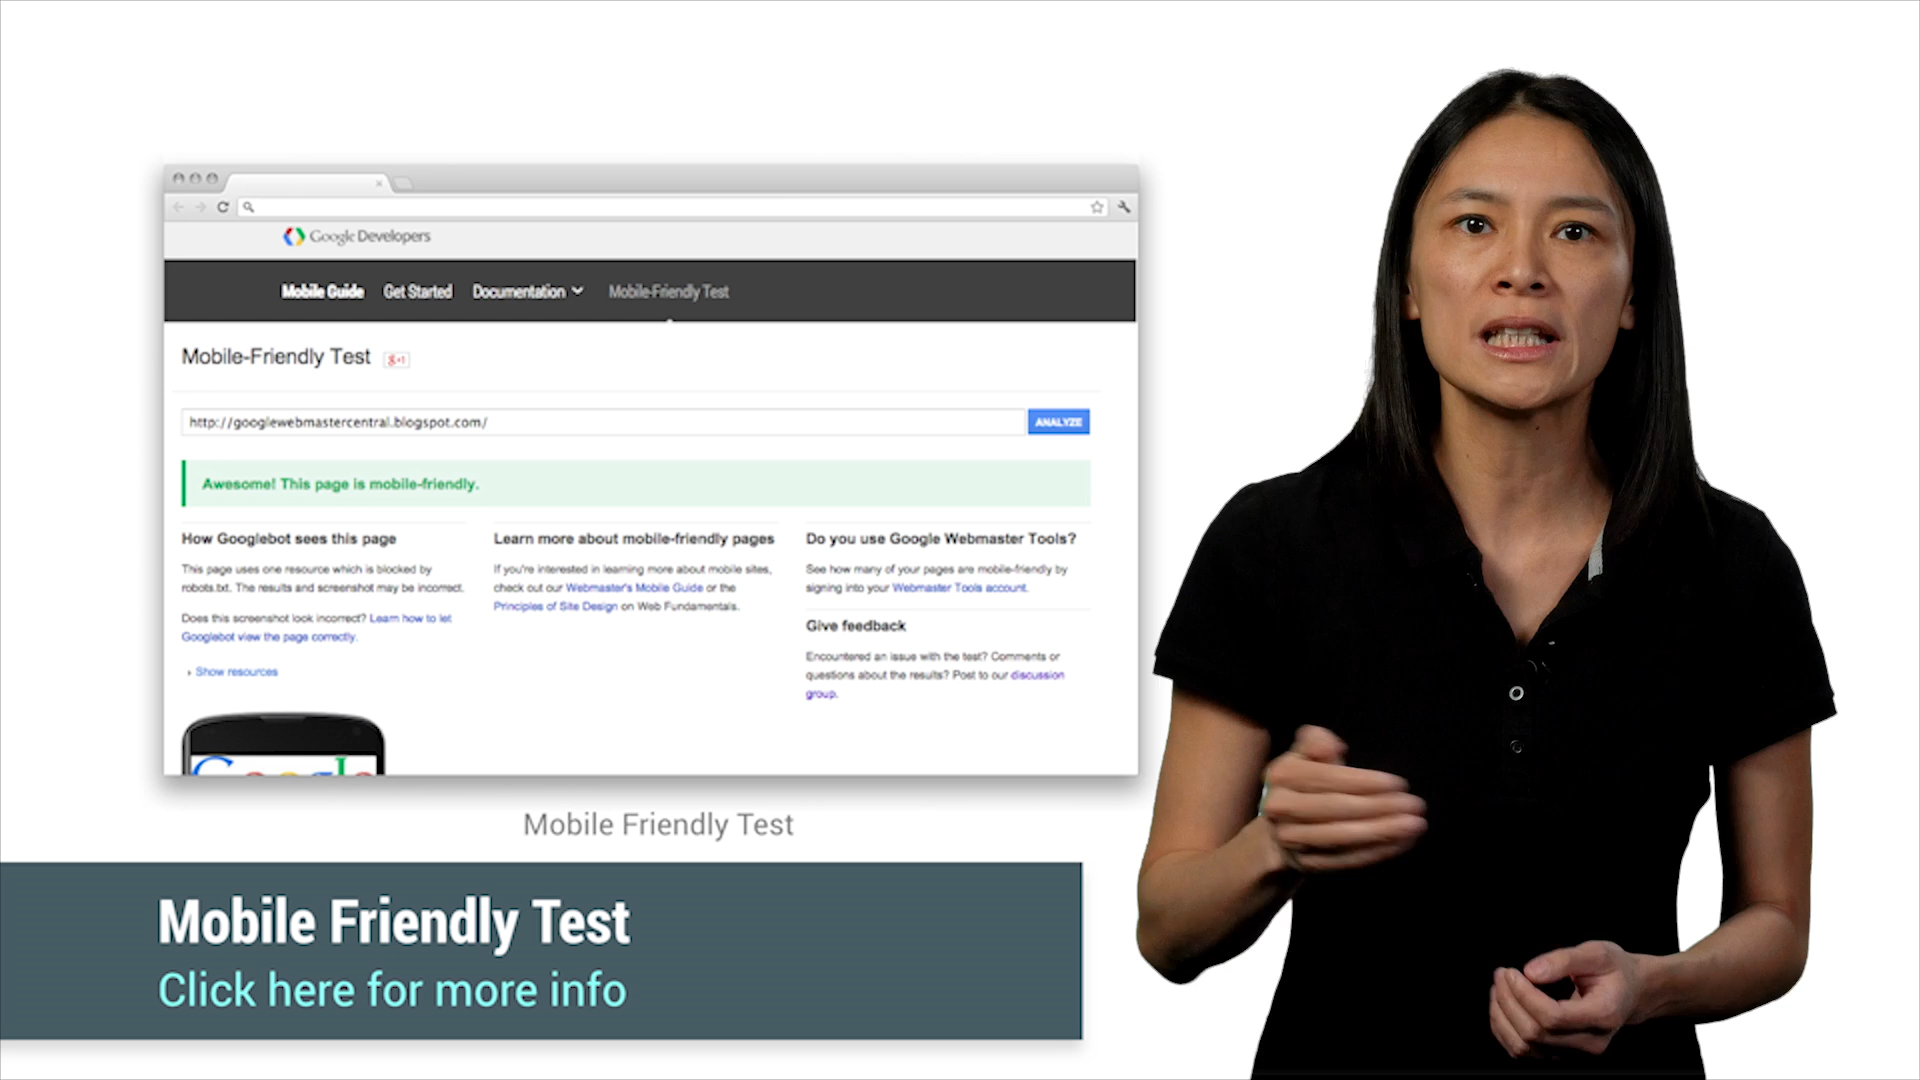 Google Developers
Mobile Guide Get Started Documentation Mobile-Friendly Test
Mobile-Friendly Test g+1
http://googlewebmastercentral.blogspot.com/
ANALYZE
Awesome! This page is mobile-friendly.
How Googlebot sees this page
This page uses one resource which is blocked by
robots.txt. The results and screenshot may be incorrect.
Does this screenshot look incorrect? Learn how to let
Googlebot view the page correctly.
Show resources
Learn more about mobile-friendly pages
If you're interested in learning more about mobile sites,
check out our Webmaster's Mobile Guide or the
Principles of Site Design on Web Fundamentals.
Do you use Google Webmaster Tools?
See how many of your pages are mobile-friendly by
signing into your Webmaster Tools account.
Give feedback
Encountered an issue with the test? Comments or
questions about the results? Post to our discussion
group.
Google
Mobile Friendly Test
Mobile Friendly Test
Click here for more info